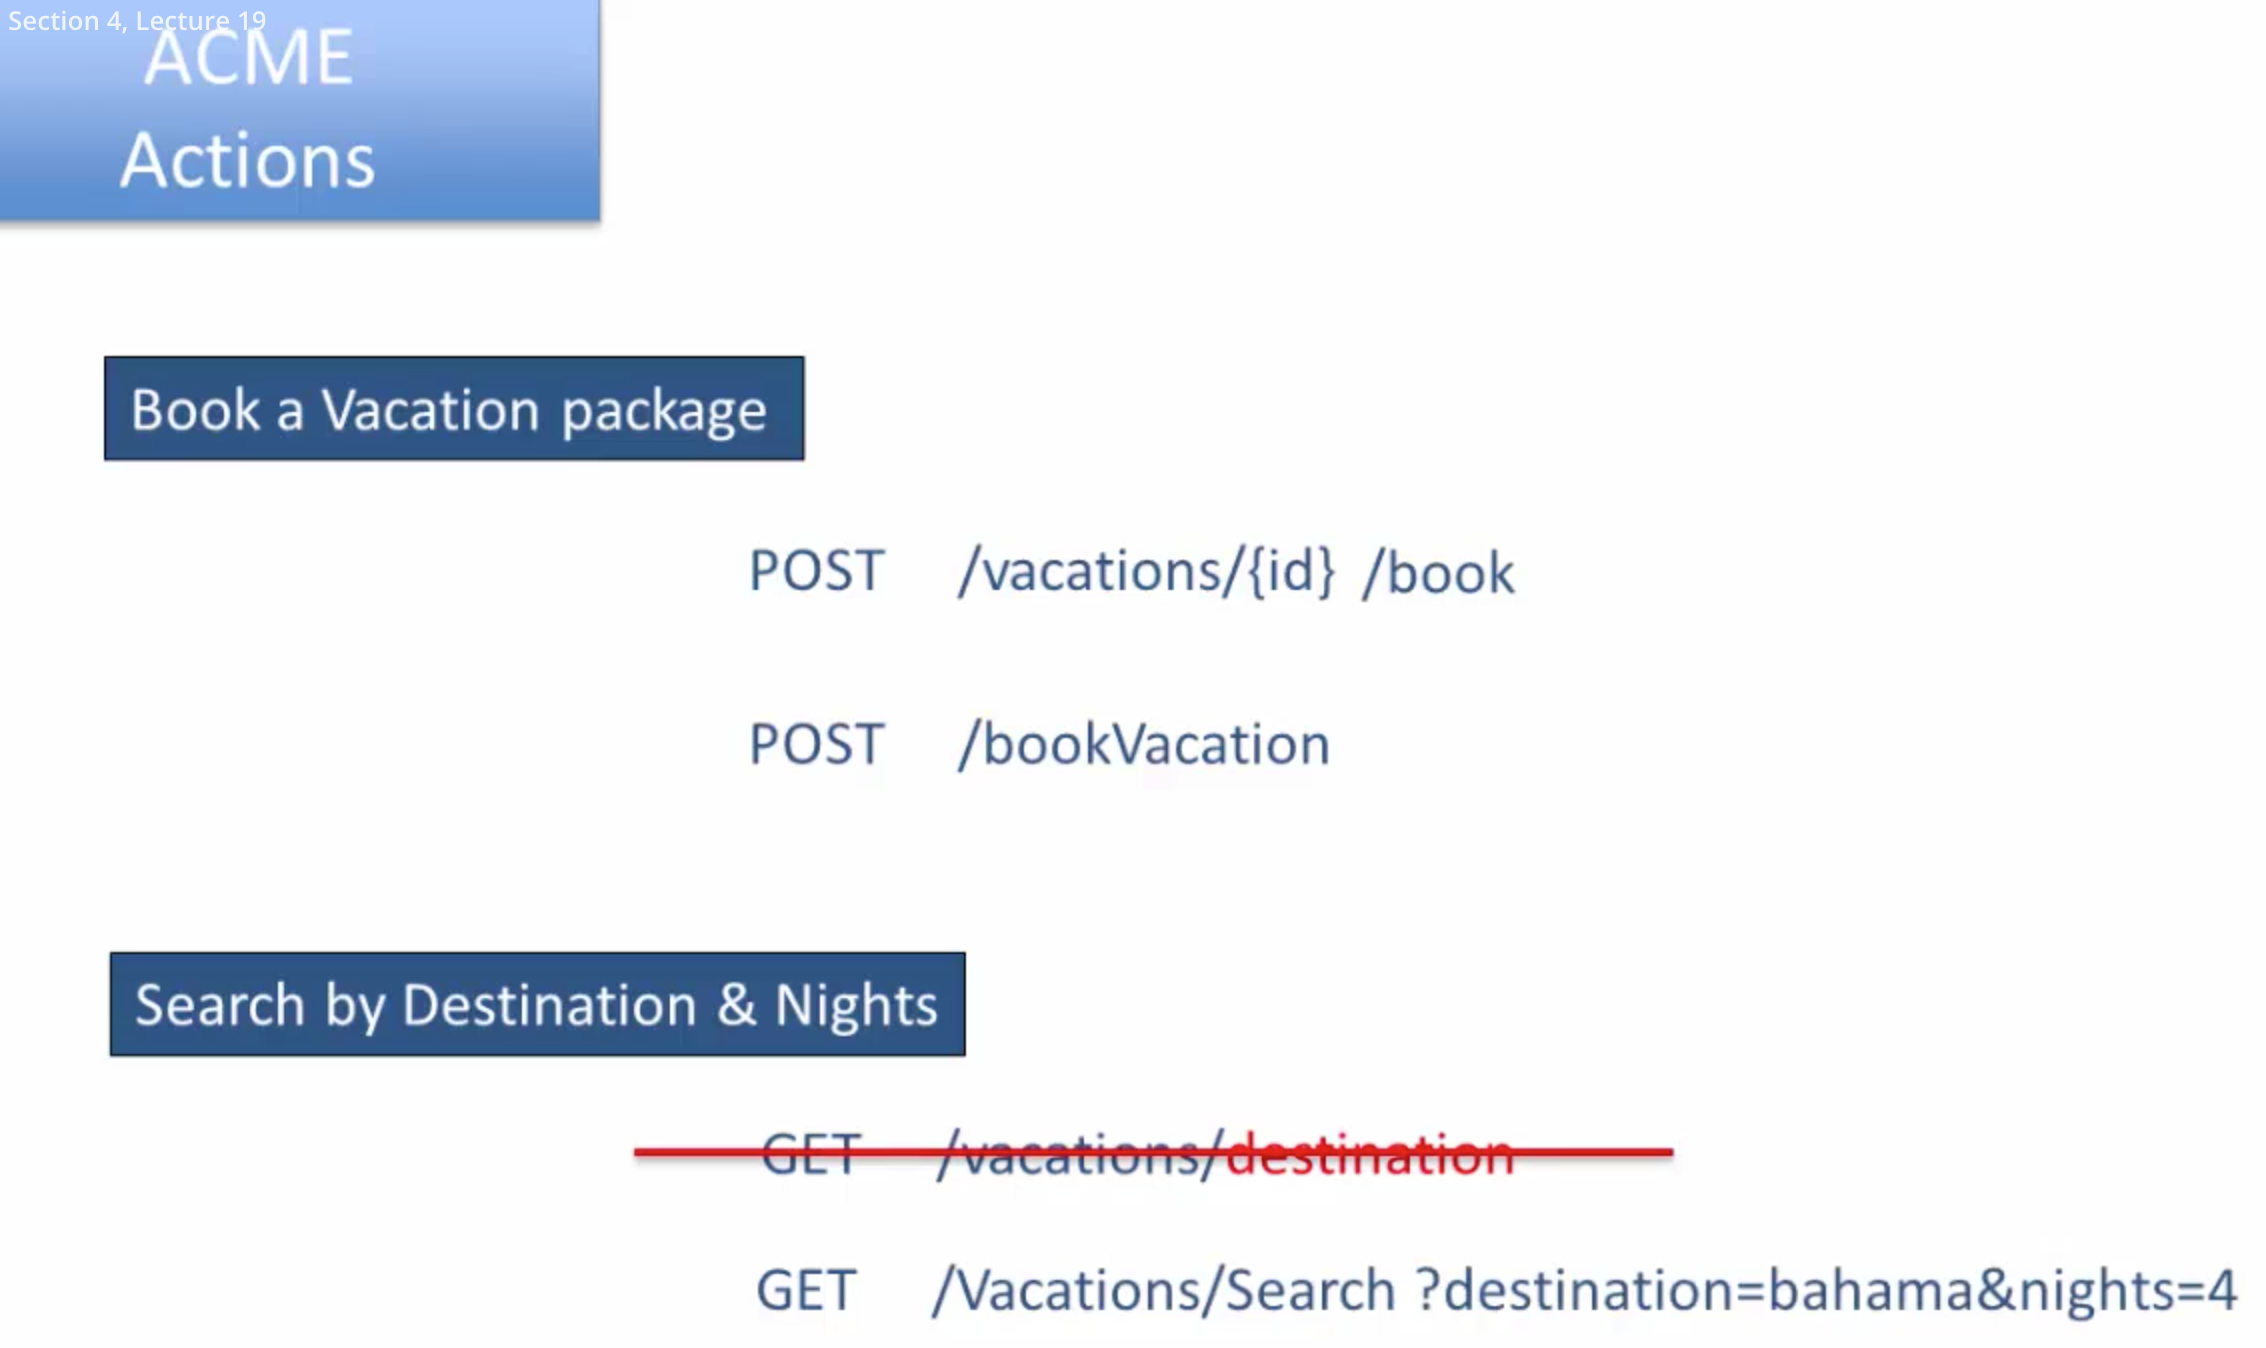 Section 4, Lecture 19
ACME
Actions
Book a Vacation package
POST /vacations/{id} /book
POST /bookVacation
Search by Destination & Nights
GET /vacations/destination
GET /Vacations/Search ?destination=bahama&nights=4